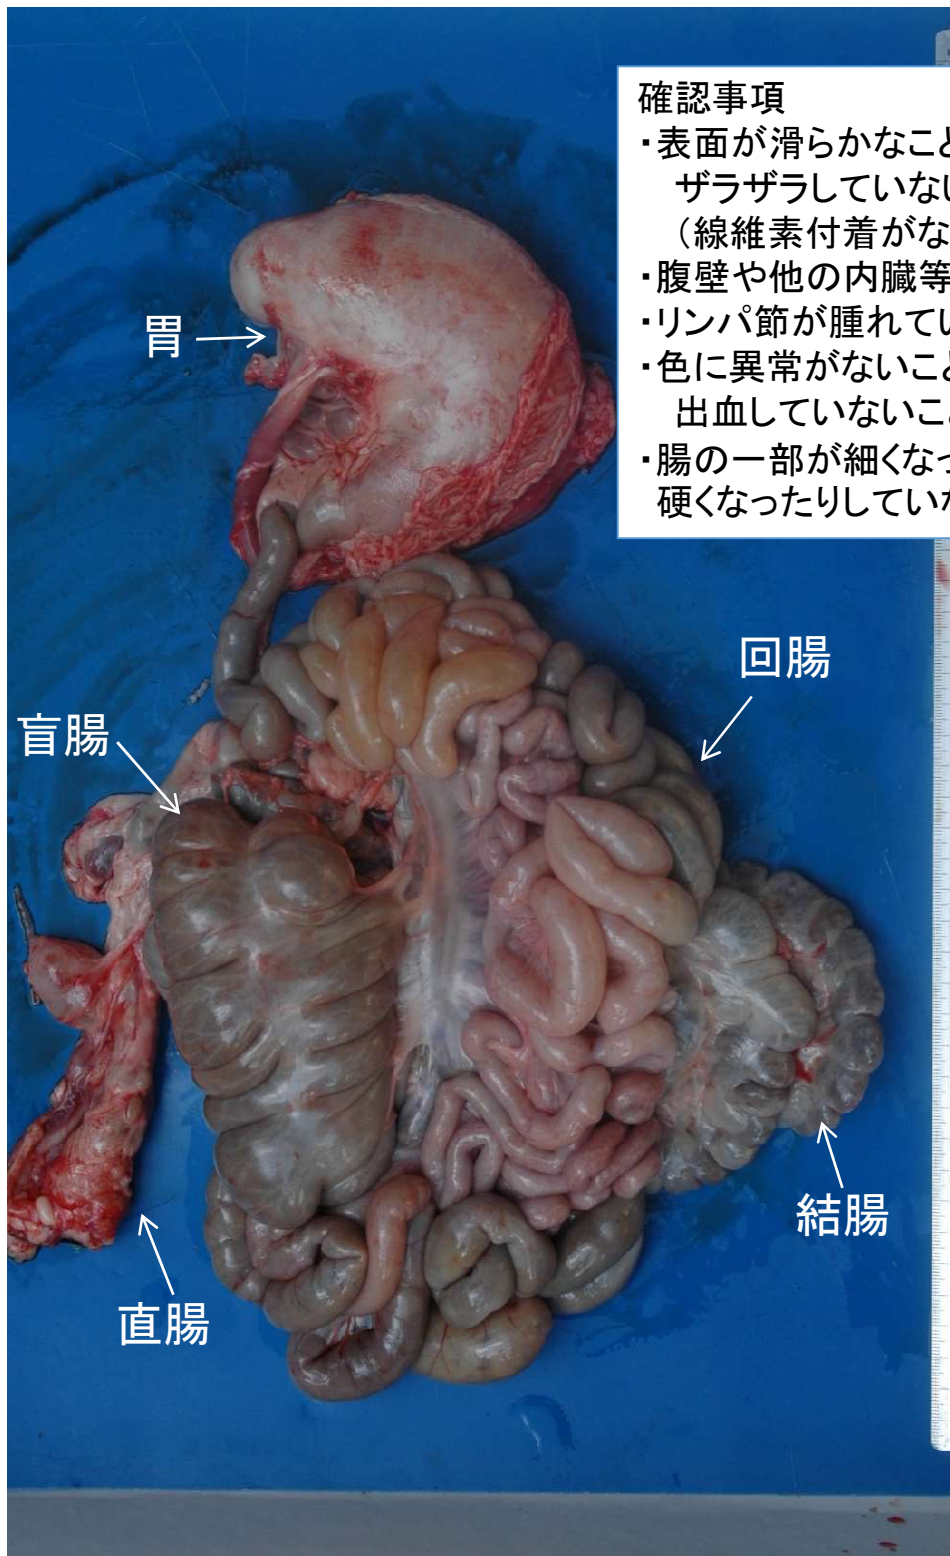 確認事項
・表面が滑らかなこと
ザラザラしていない
（線維素付着がな
・腹壁や他の内臓等
・リンパ節が腫れてい
・色に異常がないこと
出血していないこ
・腸の一部が細くなっ
硬くなったりしていな
胃
回腸
盲腸
結腸
直腸